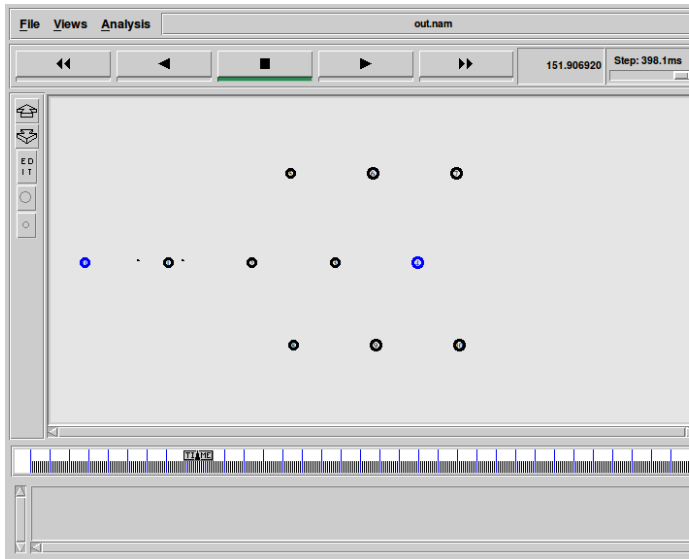 File Views Analysis out.nam
151.906920 Step: 398.1ms
ED
IT
TIME